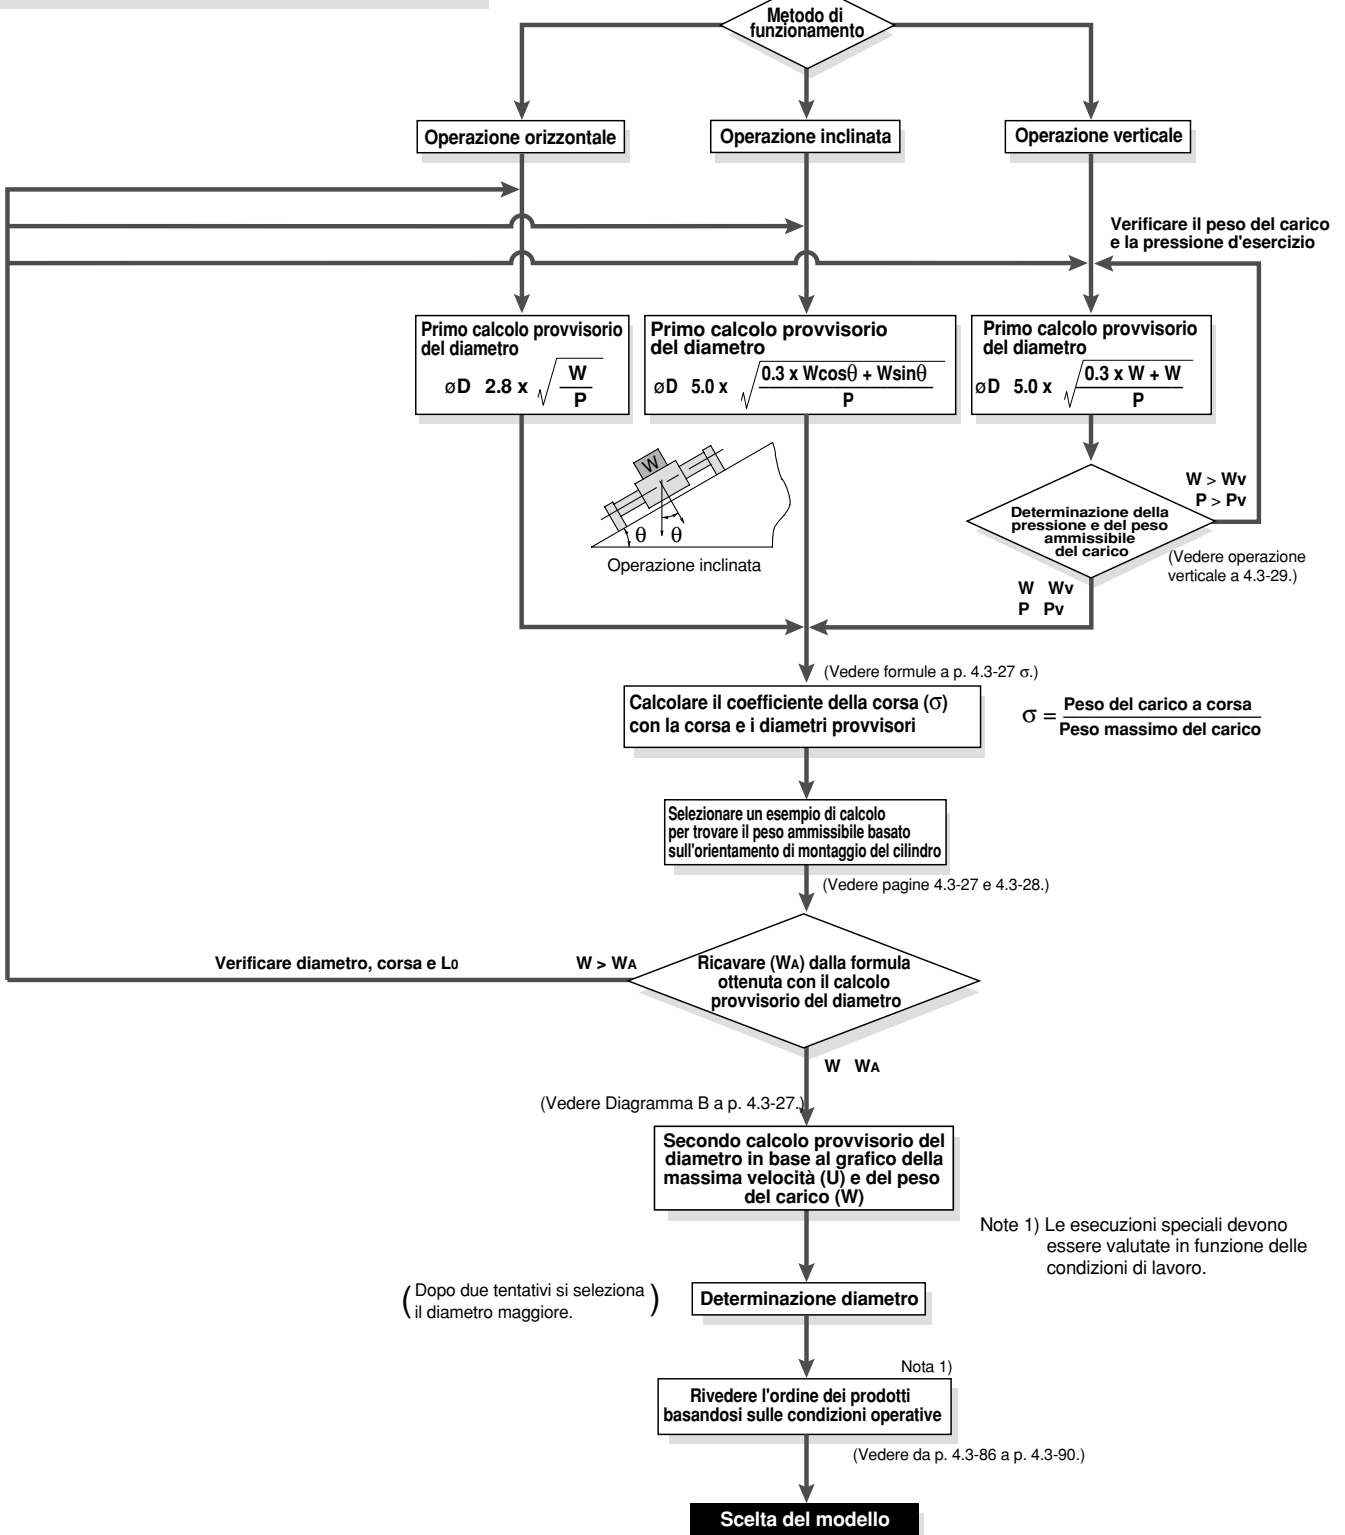 Metodo di
funzionamento
Operazione orizzontale
Operazione inclinata
Operazione verticale
Verificare il peso del carico
e la pressione d'esercizio
Primo calcolo provvisorio
del diametro
øD 2.8 x √ W
P
Primo calcolo provvisorio
del diametro
øD 5.0 x √ 0.3 x Wcosθ + Wsinθ
P
Primo calcolo provvisorio
del diametro
øD 5.0 x √ 0.3 x W + W
P
W
θ θ
Operazione inclinata
W > Wv
P > Pv
Determinazione della
pressione e del peso
ammissibile
del carico
(Vedere operazione
verticale a 4.3-29.)
W Wv
P Pv
(Vedere formule a p. 4.3-27 σ.)
Calcolare il coefficiente della corsa (σ)
con la corsa e i diametri provvisori
σ = Peso del carico a corsa
Peso massimo del carico
Selezionare un esempio di calcolo
per trovare il peso ammissibile basato
sull'orientamento di montaggio del cilindro
(Vedere pagine 4.3-27 e 4.3-28.)
Verificare diametro, corsa e L0
W > WA
Ricavare (WA) dalla formula
ottenuta con il calcolo
provvisorio del diametro
W WA
(Vedere Diagramma B a p. 4.3-27.)
Secondo calcolo provvisorio del
diametro in base al grafico della
massima velocità (U) e del peso
del carico (W)
Note 1) Le esecuzioni speciali devono
essere valutate in funzione delle
condizioni di lavoro.
(Dopo due tentativi si seleziona
il diametro maggiore.)
Determinazione diametro
Nota 1)
Rivedere l'ordine dei prodotti
basandosi sulle condizioni operative
(Vedere da p. 4.3-86 a p. 4.3-90.)
Scelta del modello